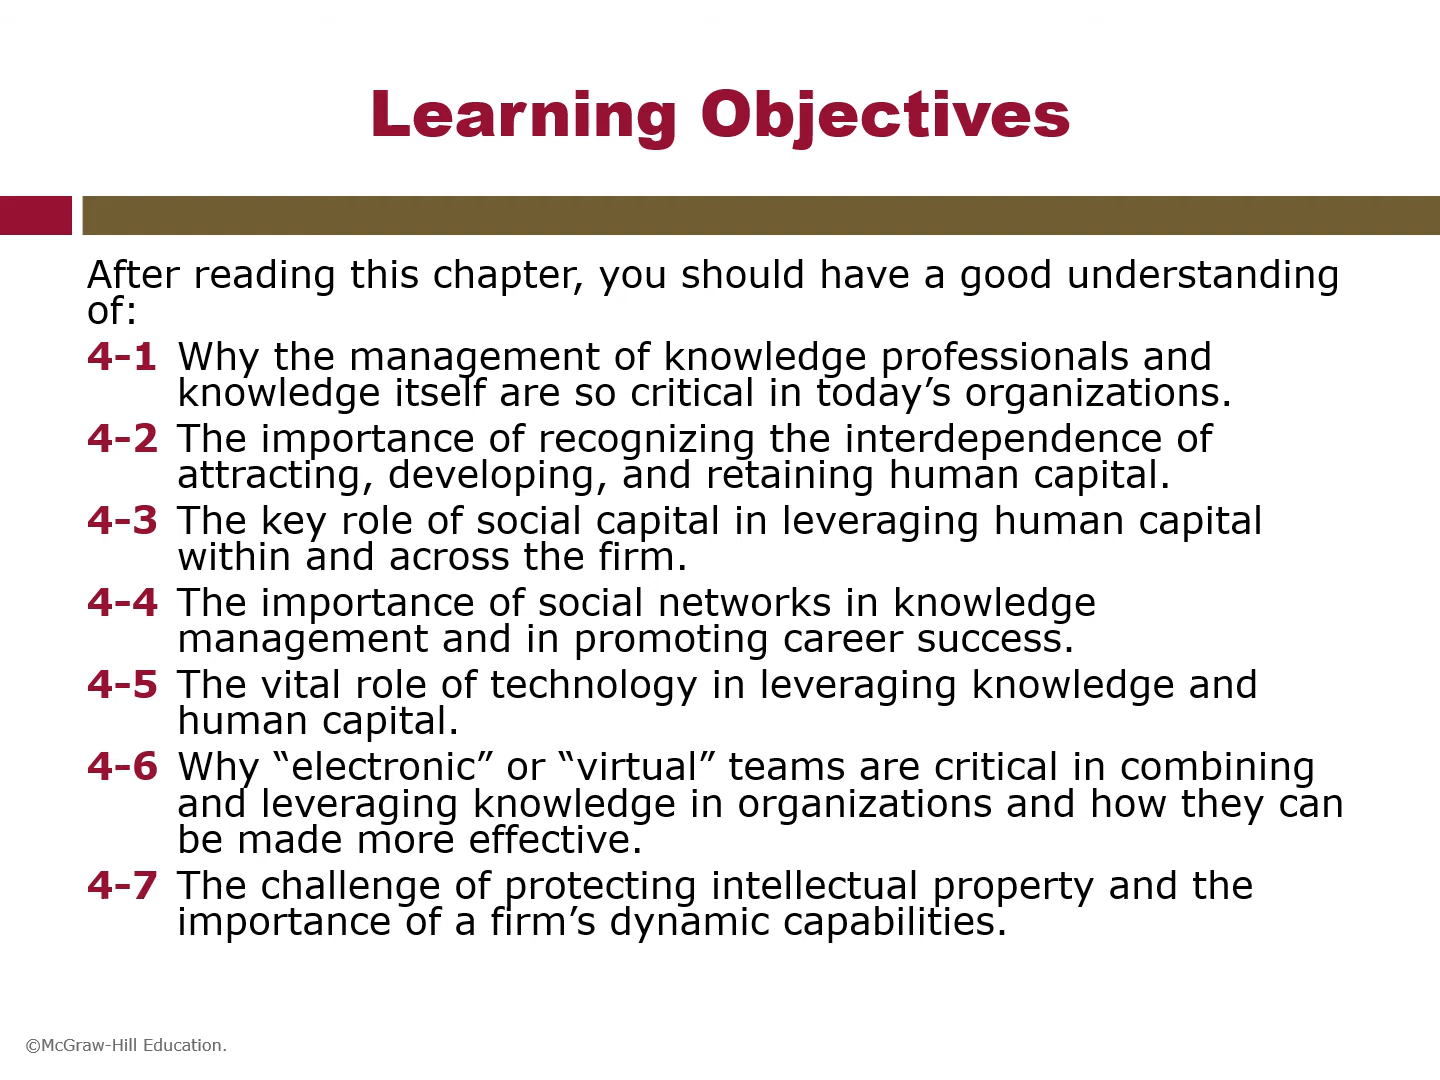 Learning Objectives
After reading this chapter, you should have a good understanding
of:
4-1 Why the management of knowledge professionals and
knowledge itself are so critical in today’s organizations.
4-2 The importance of recognizing the interdependence of
attracting, developing, and retaining human capital.
4-3 The key role of social capital in leveraging human capital
within and across the firm.
4-4 The importance of social networks in knowledge
management and in promoting career success.
4-5 The vital role of technology in leveraging knowledge and
human capital.
4-6 Why “electronic” or “virtual” teams are critical in combining
and leveraging knowledge in organizations and how they can
be made more effective.
4-7 The challenge of protecting intellectual property and the
importance of a firm’s dynamic capabilities.
©McGraw-Hill Education.